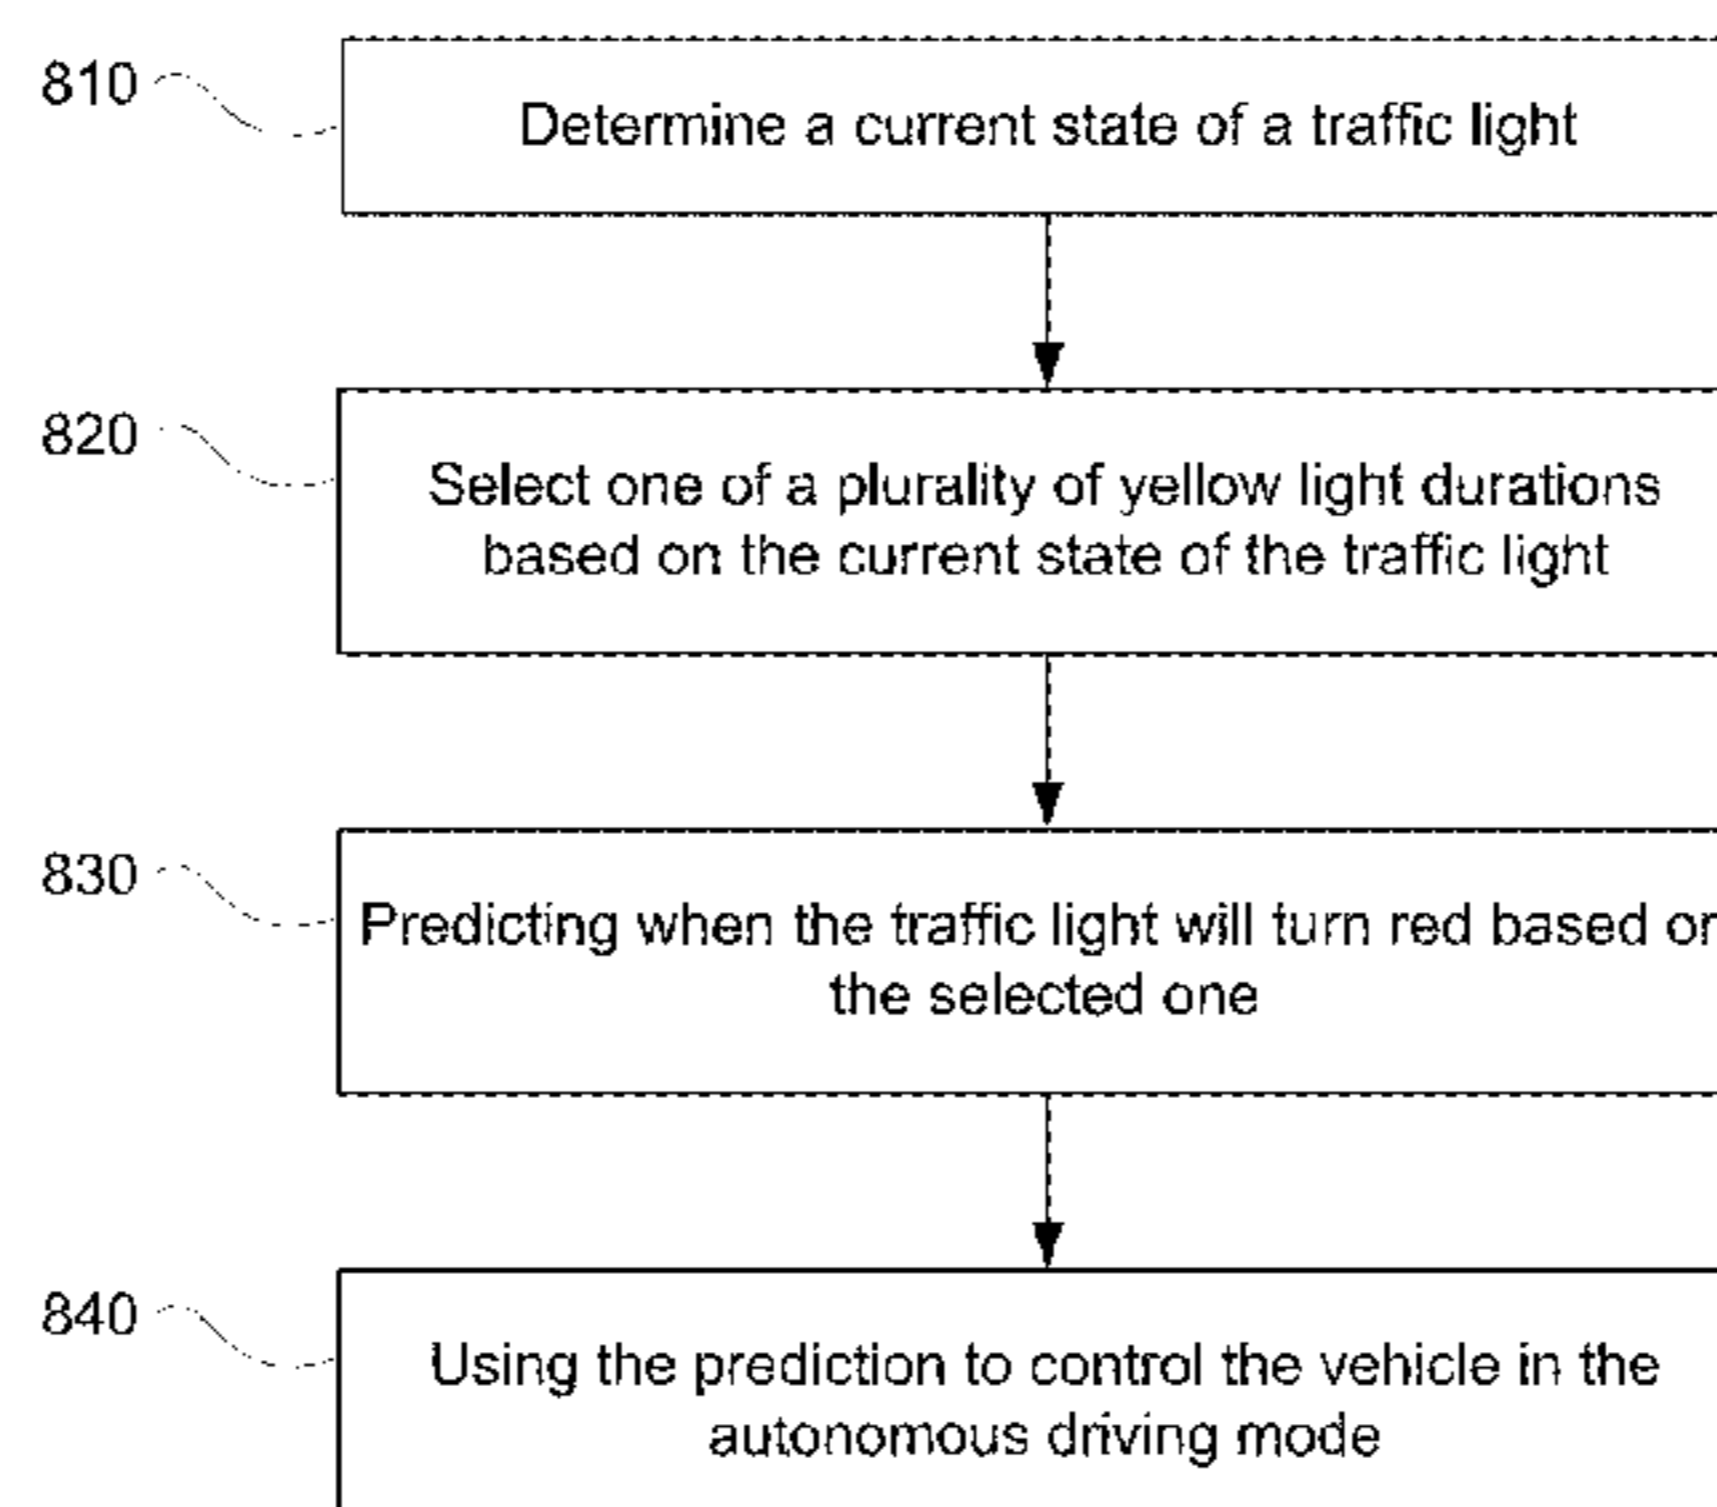 810
Determine a current state of a traffic light
820
Select one of a plurality of yellow light durations
based on the current state of the traffic light
830
Predicting when the traffic light will turn red based on
the selected one
840
Using the prediction to control the vehicle in the
autonomous driving mode